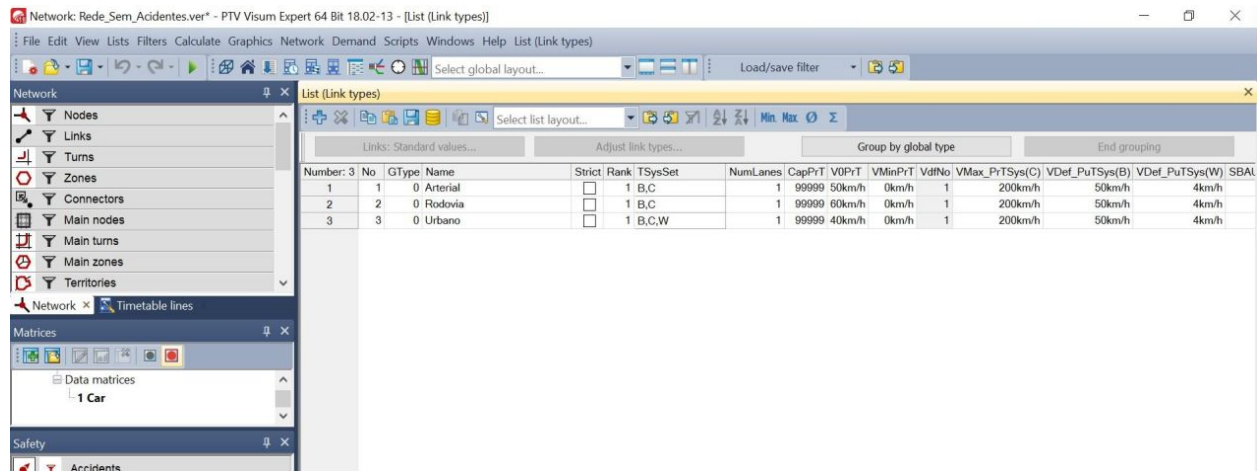 Network: Rede_Sem_Acidentes.ver* - PTV Visum Expert 64 Bit 18.02-13 - [List (Link types)]
File Edit View Lists Filters Calculate Graphics Network Demand Scripts Windows Help List (Link types)
Select global layout... Load/save filter
Network
Nodes
Links
Turns
Zones
Connectors
Main nodes
Main turns
Main zones
Territories
Network Timetable lines
Matrices
Data matrices
1 Car
Safety
Accidents
List (Link types)
Select list layout... Min. Max. Ø Σ
Links: Standard values... Adjust link types... Group by global type End grouping
Number: 3 No GType Name Strict Rank TSysSet NumLanes CapPrT V0PrT VMinPrT VdfNo VMax_PrTSys(C) VDef_PuTSys(B) VDef_PuTSys(W) SBAU
1 1 0 Arterial 1 B,C 1 99999 50km/h 0km/h 1 200km/h 50km/h 4km/h
2 2 0 Rodovia 1 B,C 1 99999 60km/h 0km/h 1 200km/h 50km/h 4km/h
3 3 0 Urbano 1 B,C,W 1 99999 40km/h 0km/h 1 200km/h 50km/h 4km/h